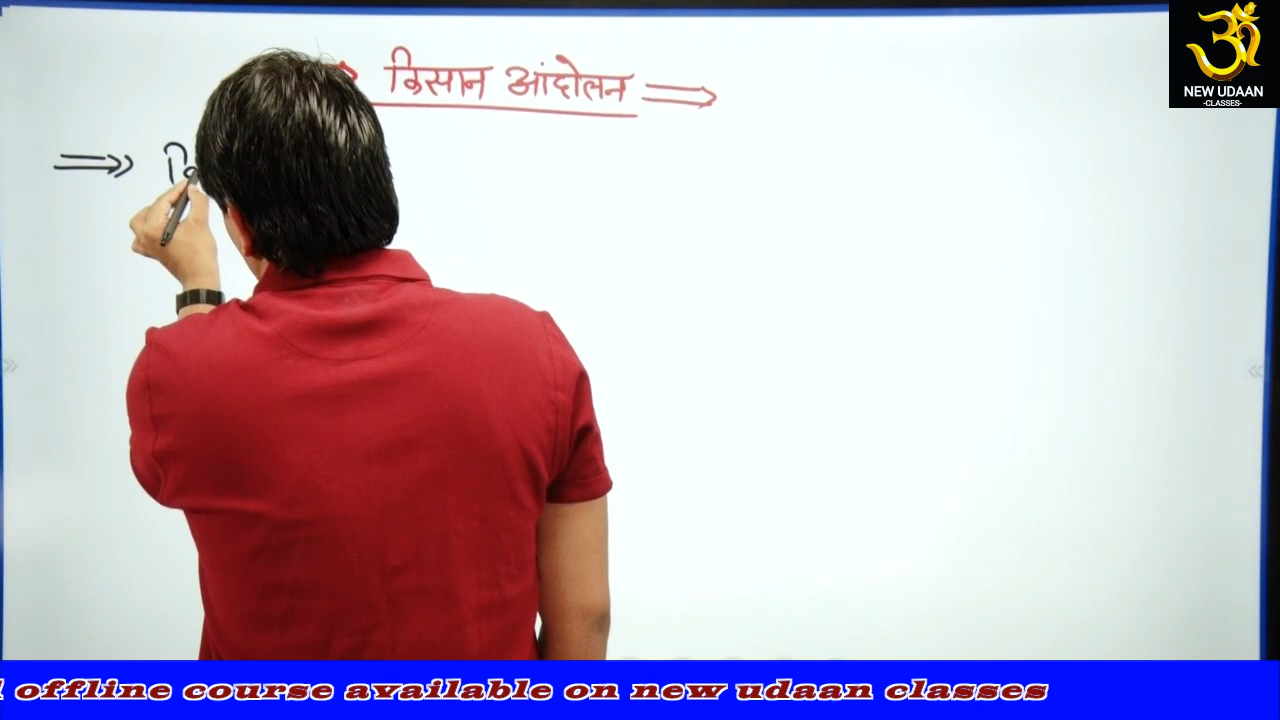 किसान आंदोलन
NEW UDAAN
-CLASSES-
offline course available on new udaan classes